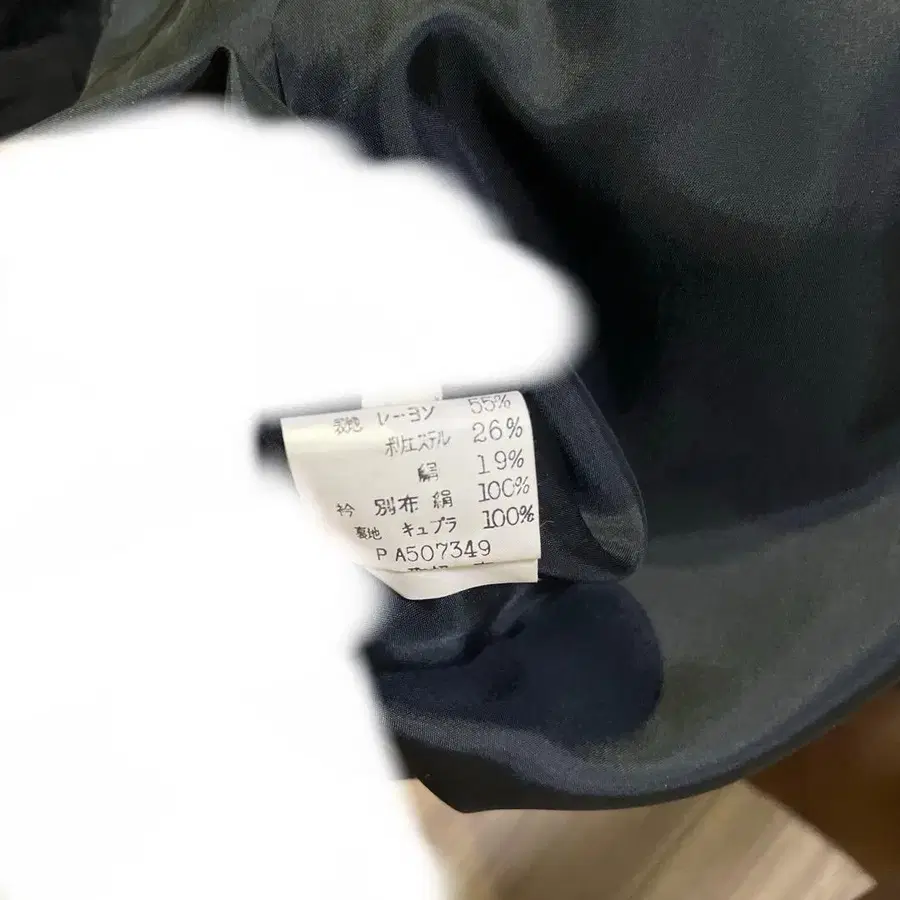 表地 レーヨン 55%
ポリエステル 26%
絹 19%
衿 別布 絹 100%
裏地 キュプラ 100%
PA507349